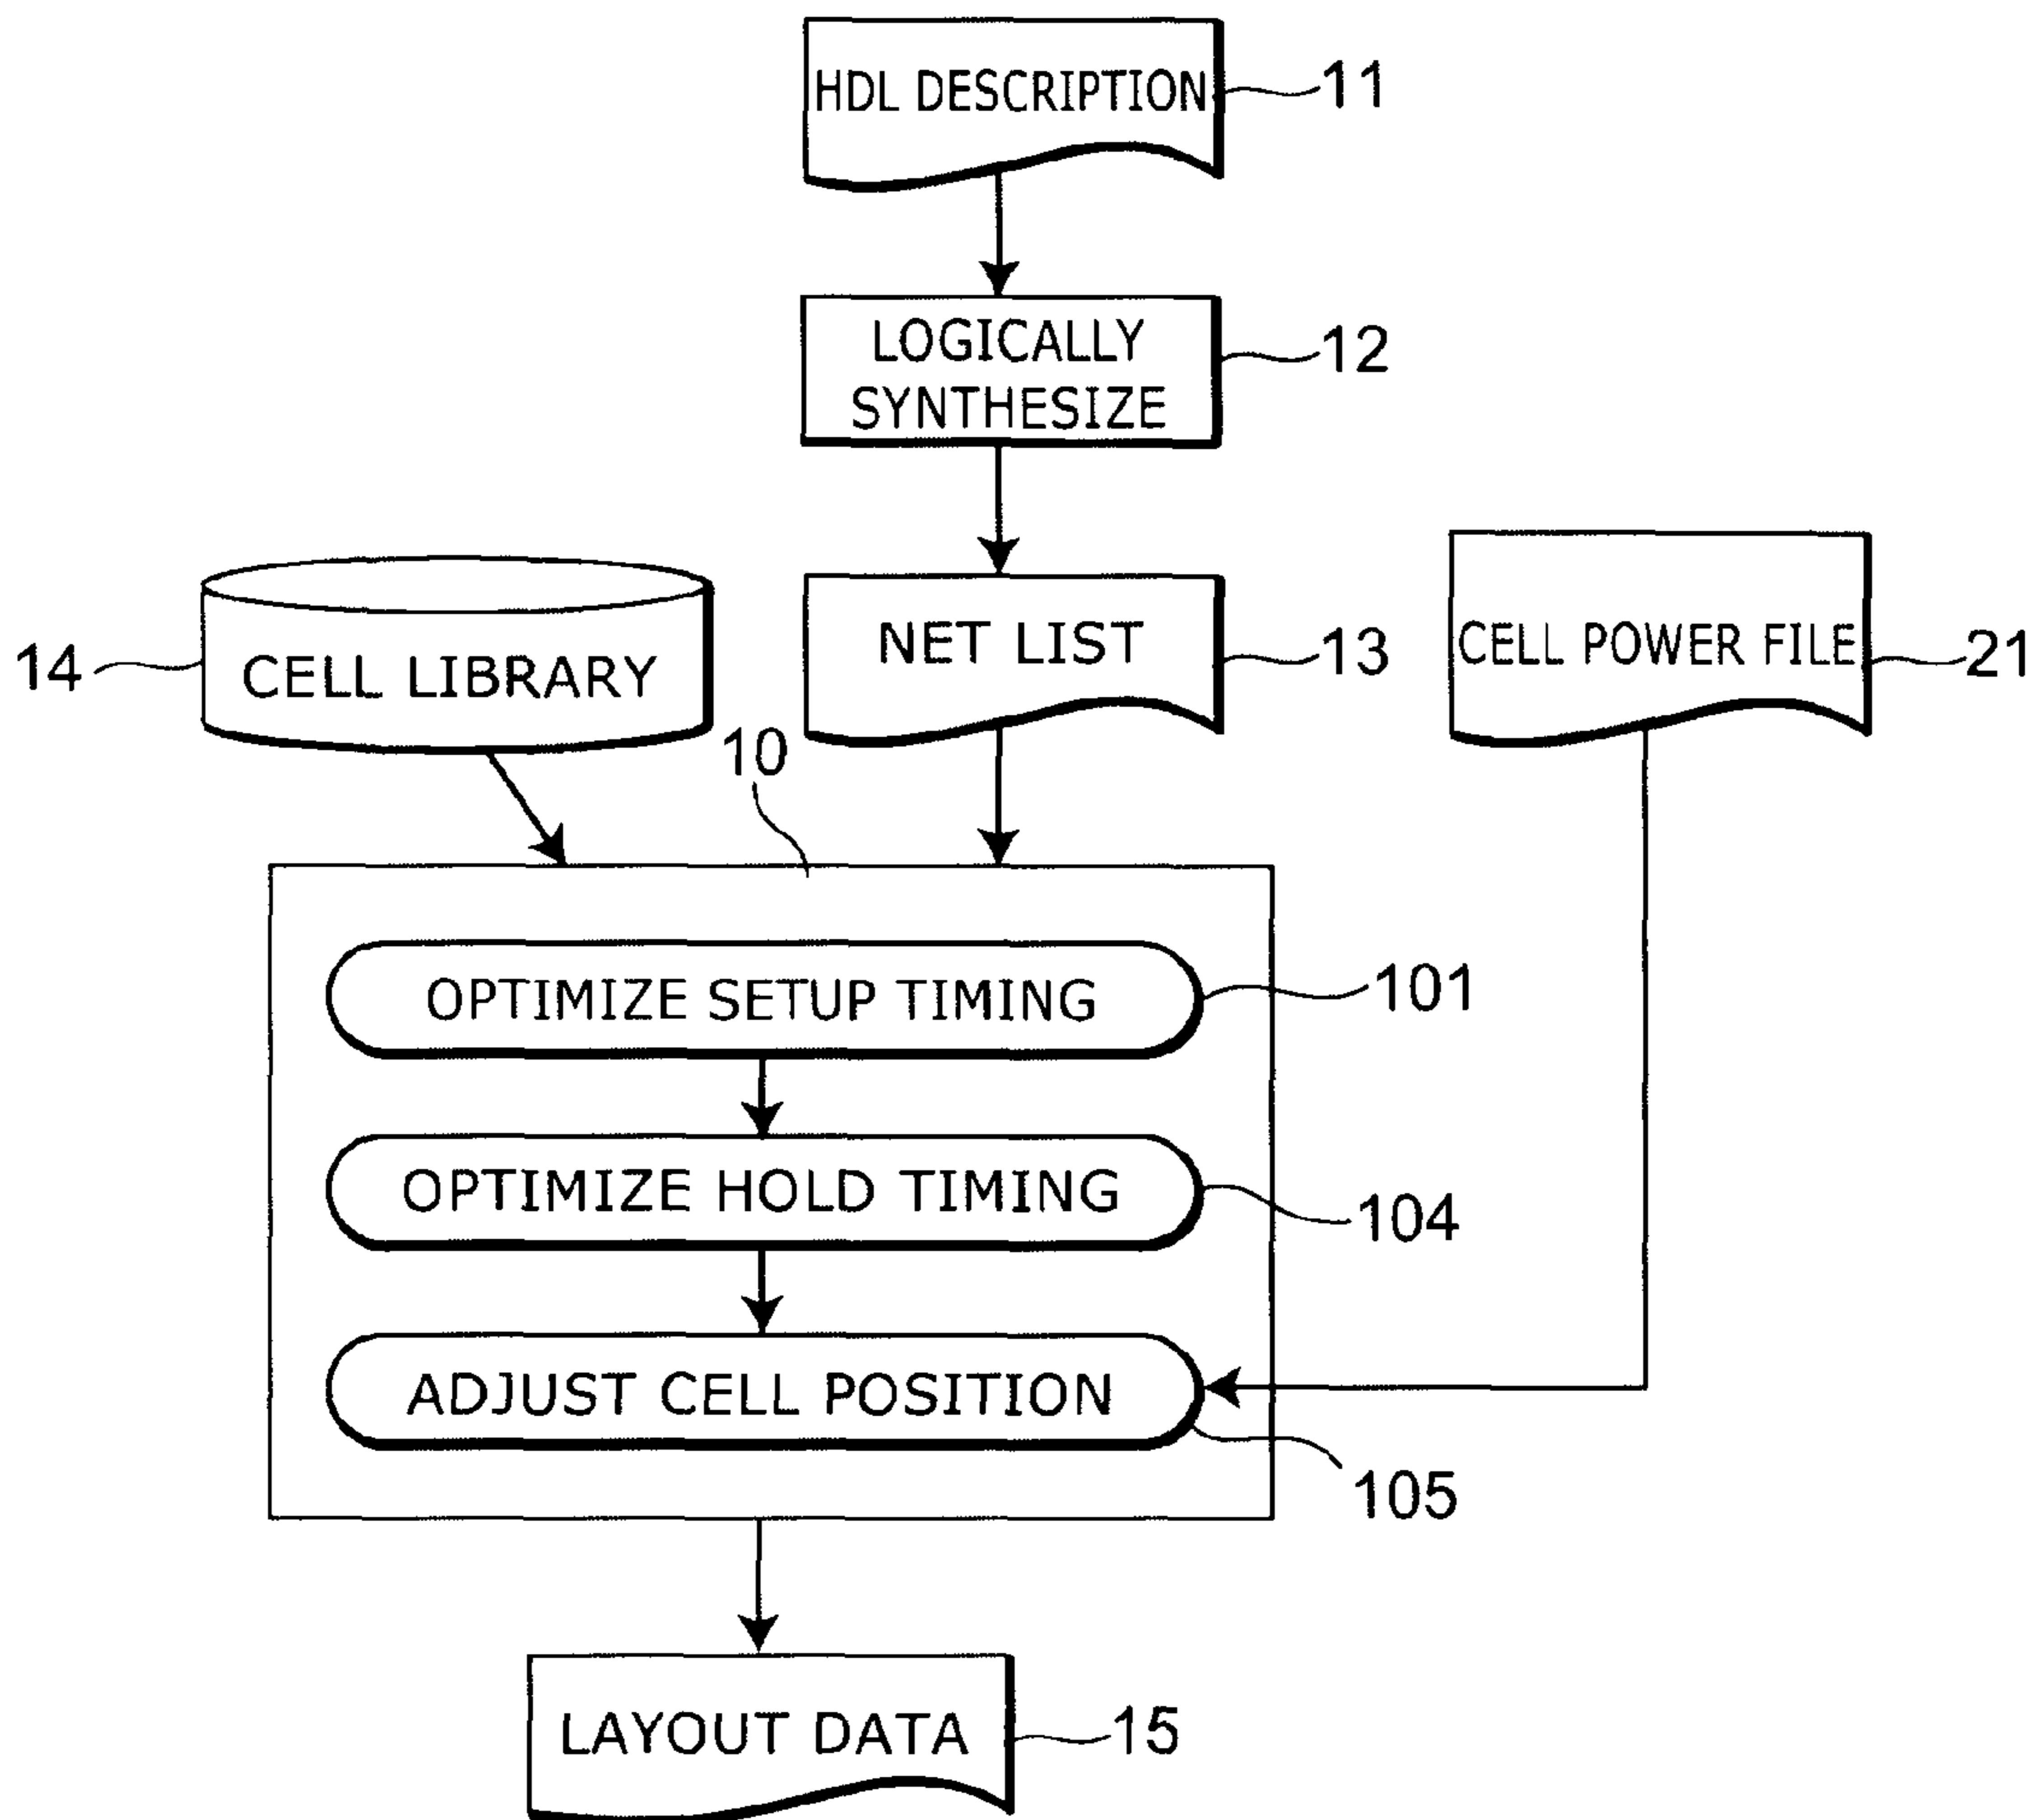 HDL DESCRIPTION
11
LOGICALLY
SYNTHESIZE
12
14
CELL LIBRARY
NET LIST
13
CELL POWER FILE
21
10
OPTIMIZE SETUP TIMING
101
OPTIMIZE HOLD TIMING
104
ADJUST CELL POSITION
105
LAYOUT DATA
15